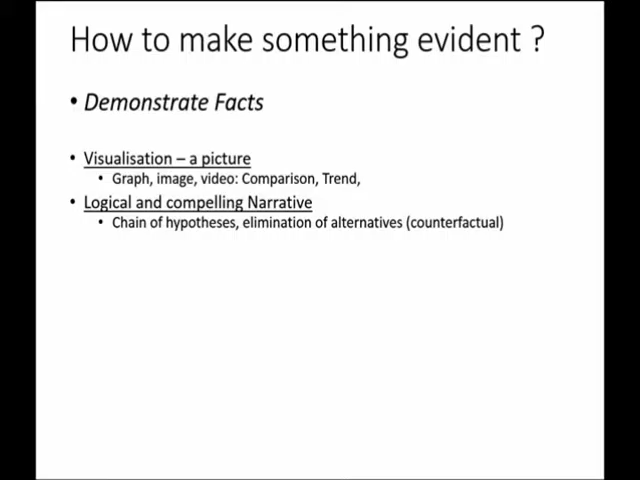 How to make something evident ?
• Demonstrate Facts
• Visualisation – a picture
• Graph, image, video: Comparison, Trend,
• Logical and compelling Narrative
• Chain of hypotheses, elimination of alternatives (counterfactual)